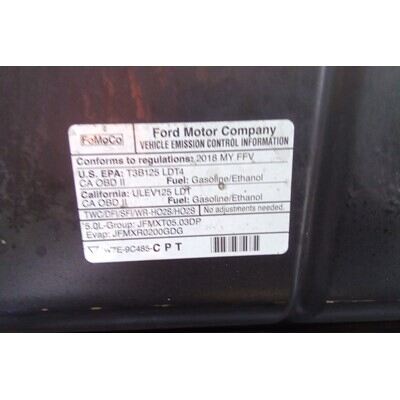 FoMoCo
Ford Motor Company
VEHICLE EMISSION CONTROL INFORMATION
Conforms to regulations: 2018 MY FFV
U.S. EPA: T3B125 LDT4
CA OBD II Fuel: Gasoline/Ethanol
California: ULEV125 LDT
CA OBD II Fuel: Gasoline/Ethanol
TWC/DFI/SFI/WR-HO2S/HO2S No adjustments needed.
5.0L-Group: JFMXT05.03DP
Evap: JFMXR0200GDG
E-9C485-CPT